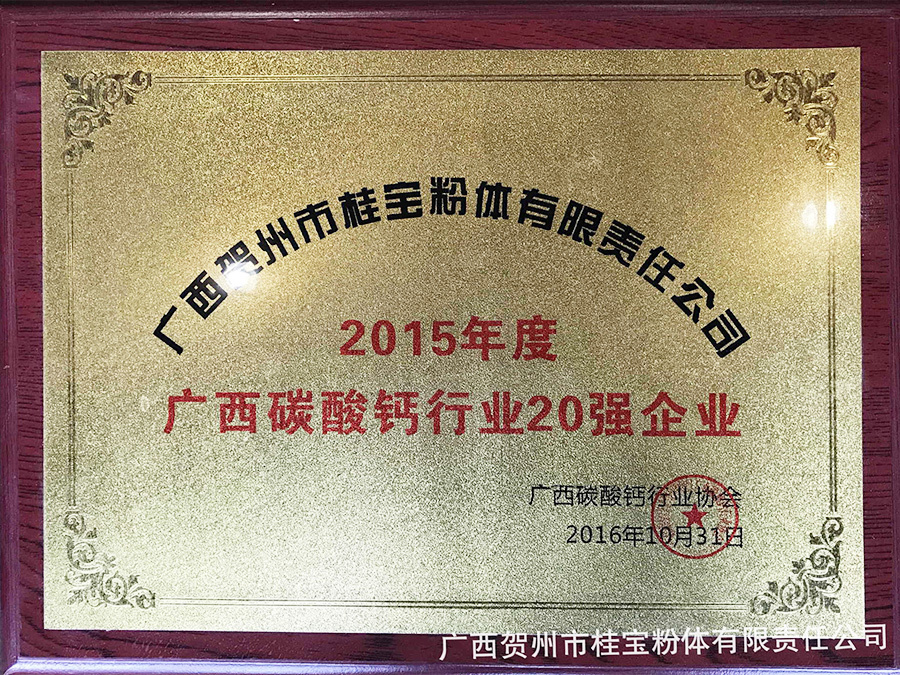 广西贺州市桂宝粉体有限责任公司
2015年度
广西碳酸钙行业20强企业
广西碳酸钙行业协会
2016年10月31日
广西贺州市桂宝粉体有限责任公司